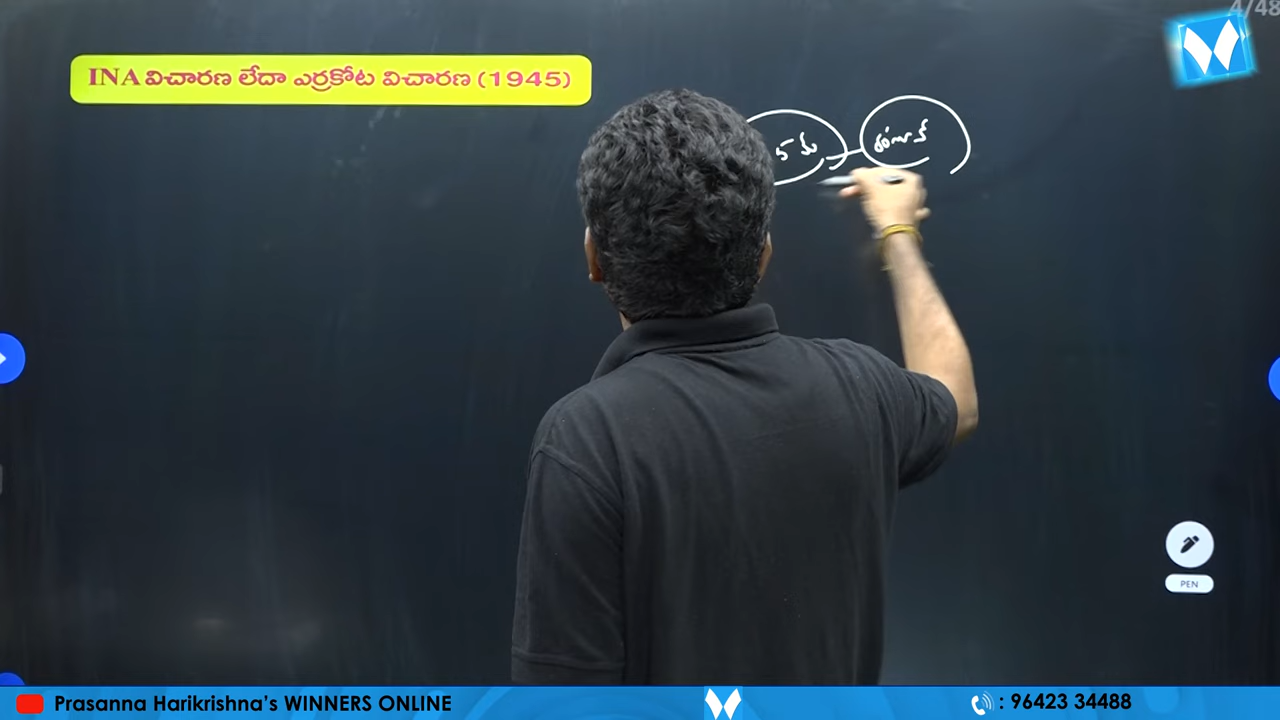 4/48
INA విచారణ లేదా ఎర్రకోట విచారణ (1945)
PEN
Prasanna Harikrishna's WINNERS ONLINE
: 96423 34488